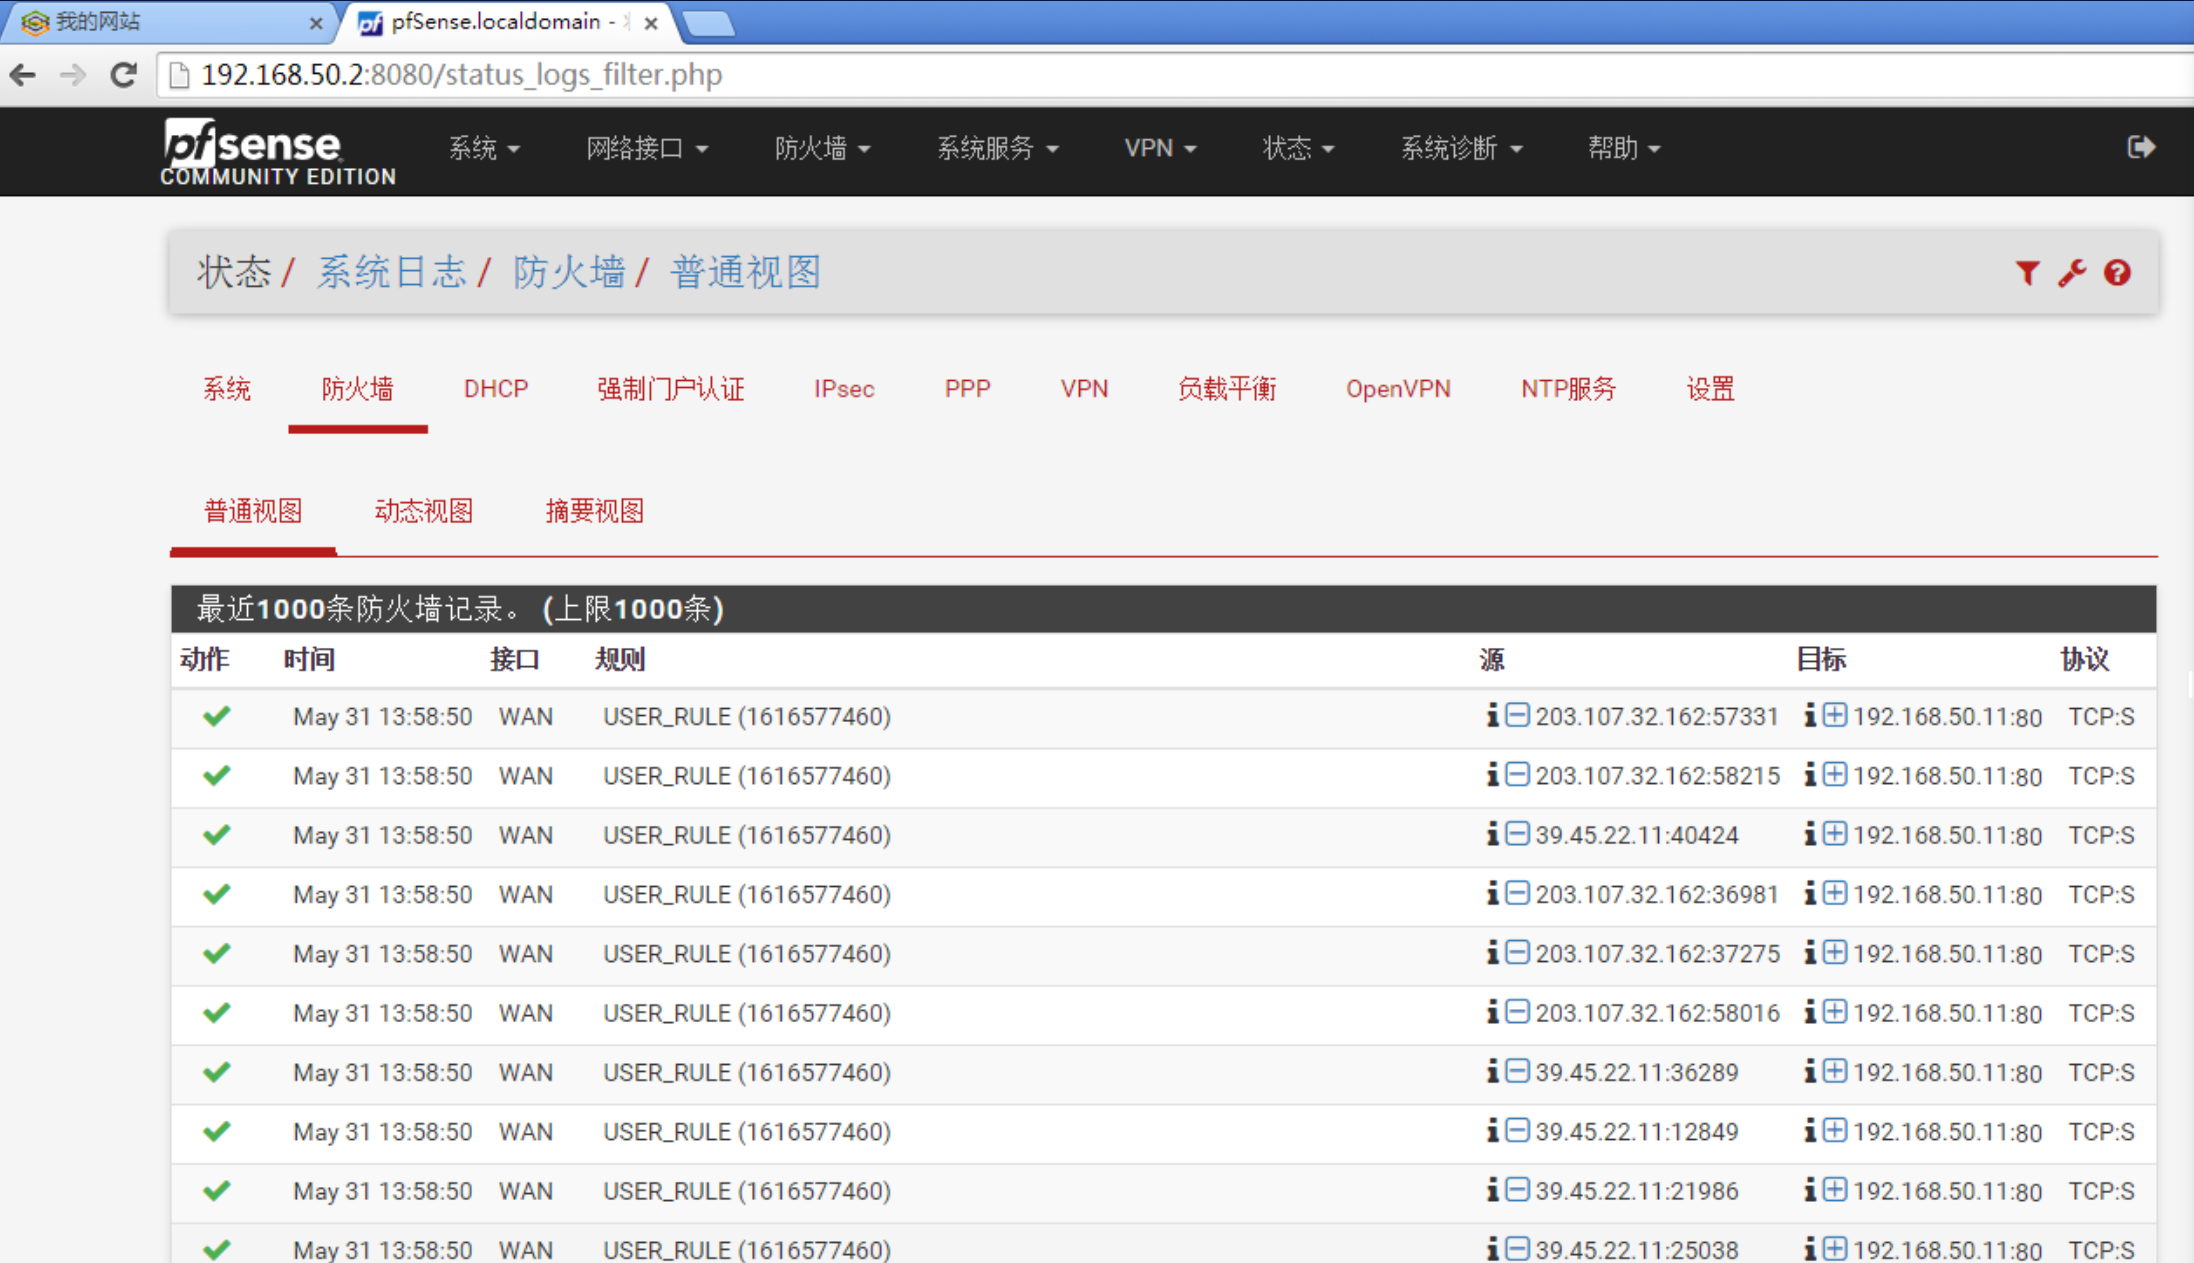 我的网站
pfSense.localdomain -
192.168.50.2:8080/status_logs_filter.php
pfsense
COMMUNITY EDITION
系统 网络接口 防火墙 系统服务 VPN 状态 系统诊断 帮助
状态/ 系统日志/ 防火墙/ 普通视图
系统 防火墙 DHCP 强制门户认证 IPsec PPP VPN 负载平衡 OpenVPN NTP服务 设置
普通视图 动态视图 摘要视图
最近1000条防火墙记录。 (上限1000条)
动作 时间 接口 规则 源 目标 协议
May 31 13:58:50 WAN USER_RULE (1616577460) 203.107.32.162:57331 192.168.50.11:80 TCP:S
May 31 13:58:50 WAN USER_RULE (1616577460) 203.107.32.162:58215 192.168.50.11:80 TCP:S
May 31 13:58:50 WAN USER_RULE (1616577460) 39.45.22.11:40424 192.168.50.11:80 TCP:S
May 31 13:58:50 WAN USER_RULE (1616577460) 203.107.32.162:36981 192.168.50.11:80 TCP:S
May 31 13:58:50 WAN USER_RULE (1616577460) 203.107.32.162:37275 192.168.50.11:80 TCP:S
May 31 13:58:50 WAN USER_RULE (1616577460) 203.107.32.162:58016 192.168.50.11:80 TCP:S
May 31 13:58:50 WAN USER_RULE (1616577460) 39.45.22.11:36289 192.168.50.11:80 TCP:S
May 31 13:58:50 WAN USER_RULE (1616577460) 39.45.22.11:12849 192.168.50.11:80 TCP:S
May 31 13:58:50 WAN USER_RULE (1616577460) 39.45.22.11:21986 192.168.50.11:80 TCP:S
May 31 13:58:50 WAN USER_RULE (1616577460) 39.45.22.11:25038 192.168.50.11:80 TCP:S